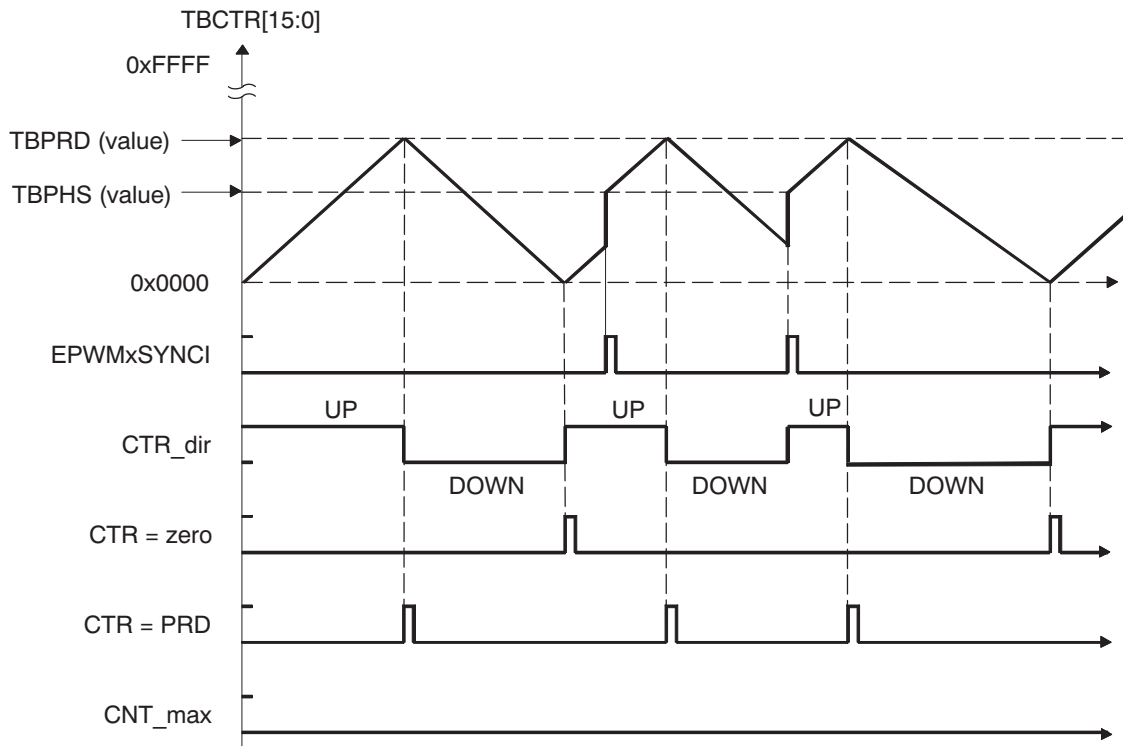 TBCTR[15:0]
0xFFFF
TBPRD (value)
TBPHS (value)
0x0000
EPWMxSYNCI
UP UP UP
CTR_dir
DOWN DOWN DOWN
CTR = zero
CTR = PRD
CNT_max